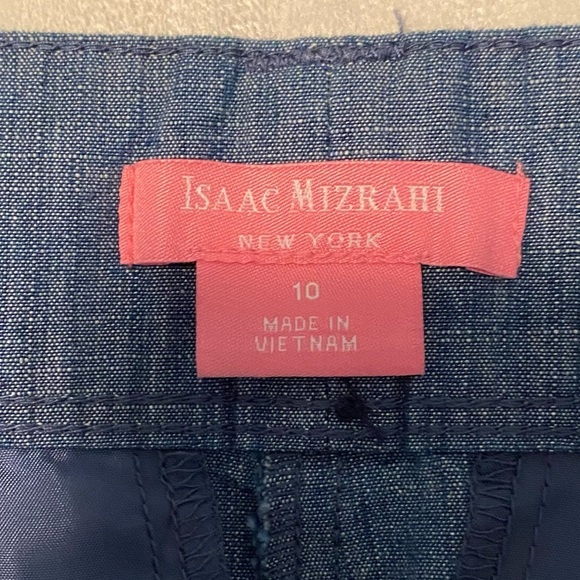 ISAAC MIZRAHI
NEW YORK
10
MADE IN
VIETNAM